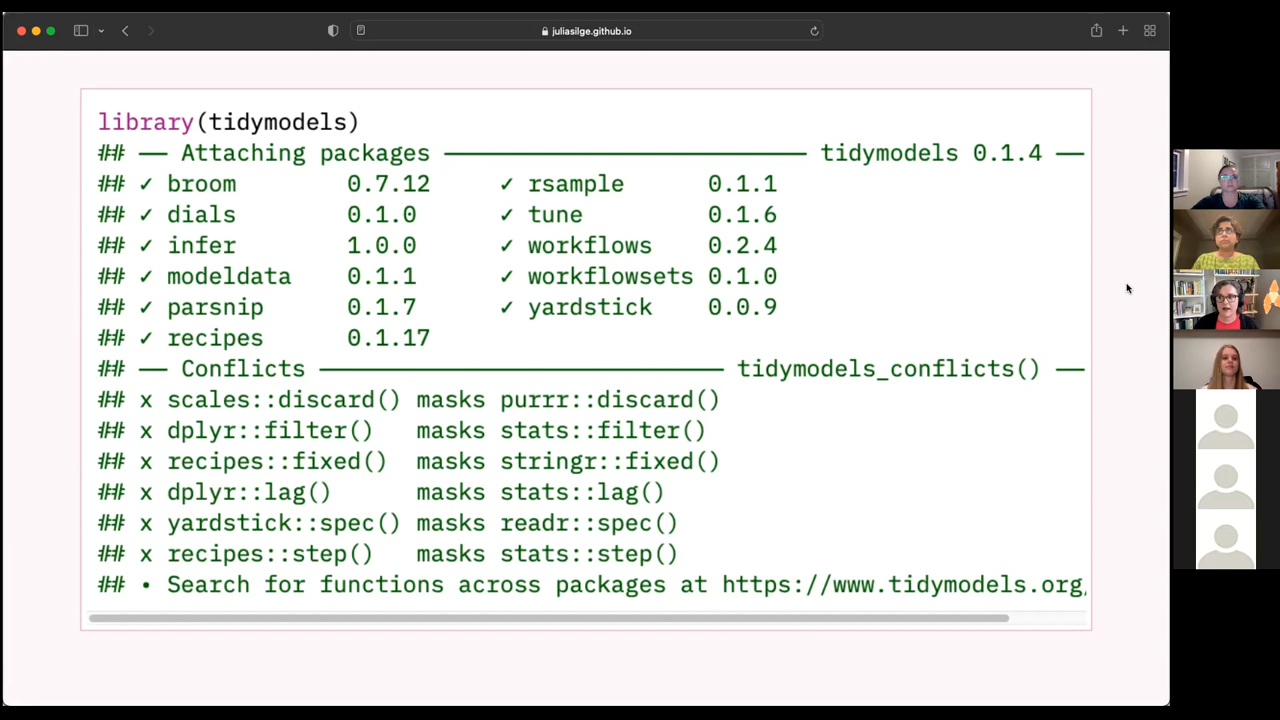 juliasilge.github.io
library(tidymodels)
## ── Attaching packages ────────────────────────── tidymodels 0.1.4 ──
## ✓ broom 0.7.12 ✓ rsample 0.1.1
## ✓ dials 0.1.0 ✓ tune 0.1.6
## ✓ infer 1.0.0 ✓ workflows 0.2.4
## ✓ modeldata 0.1.1 ✓ workflowsets 0.1.0
## ✓ parsnip 0.1.7 ✓ yardstick 0.0.9
## ✓ recipes 0.1.17
## ── Conflicts ───────────────────────────── tidymodels_conflicts() ──
## x scales::discard() masks purrr::discard()
## x dplyr::filter() masks stats::filter()
## x recipes::fixed() masks stringr::fixed()
## x dplyr::lag() masks stats::lag()
## x yardstick::spec() masks readr::spec()
## x recipes::step() masks stats::step()
## • Search for functions across packages at https://www.tidymodels.org/